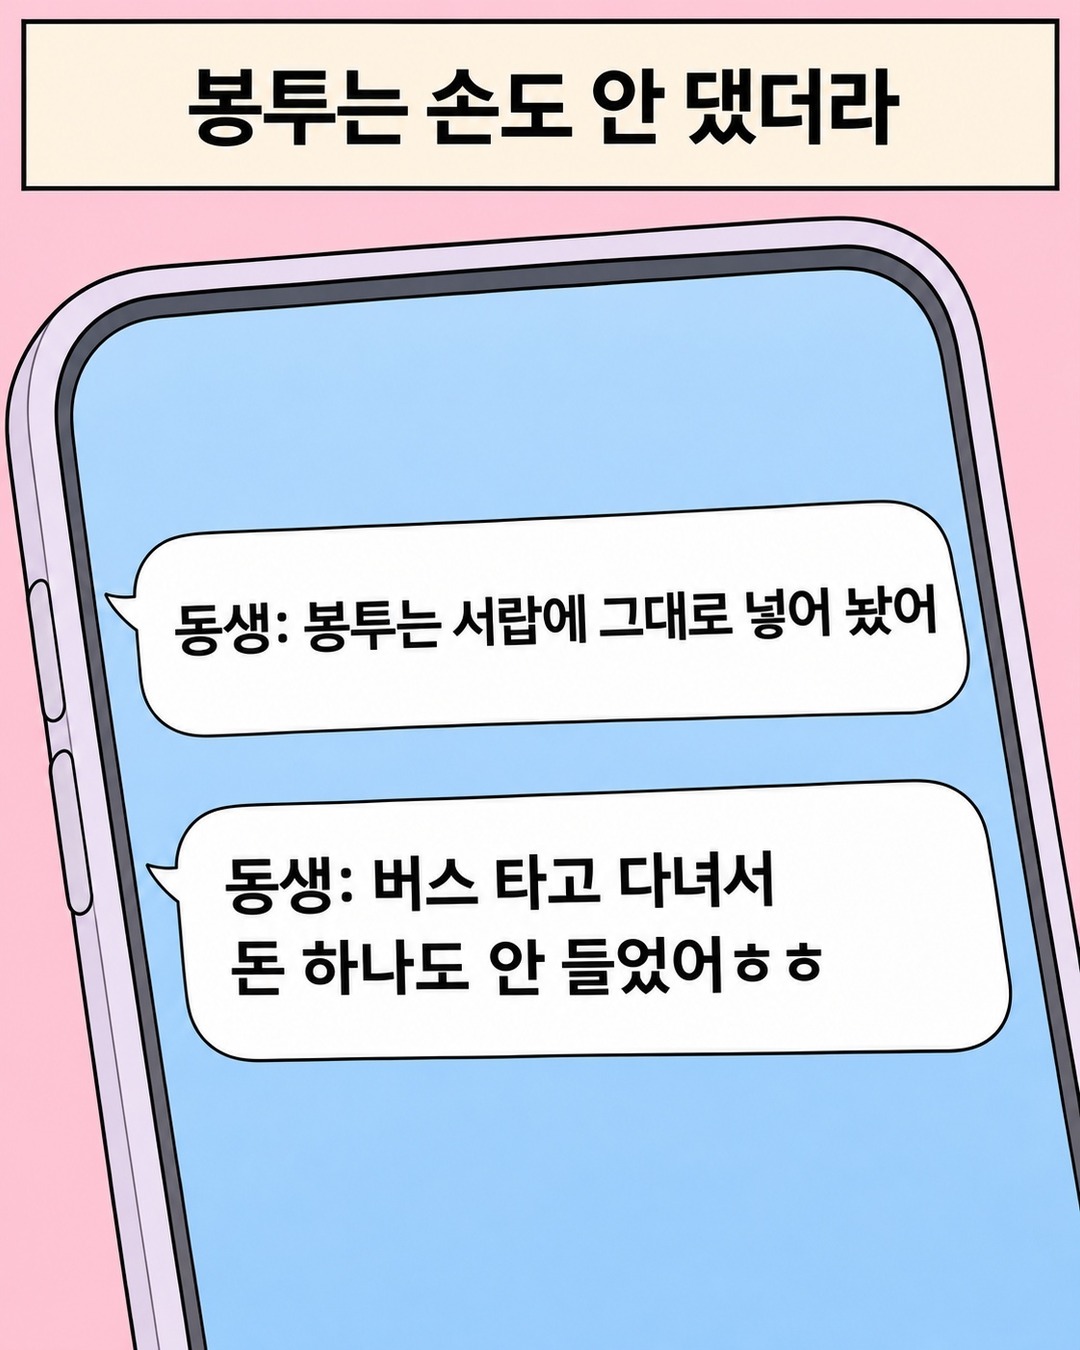 봉투는 손도 안 댔더라
동생: 봉투는 서랍에 그대로 넣어 놨어
동생: 버스 타고 다녀서
돈 하나도 안 들었어ㅎㅎ